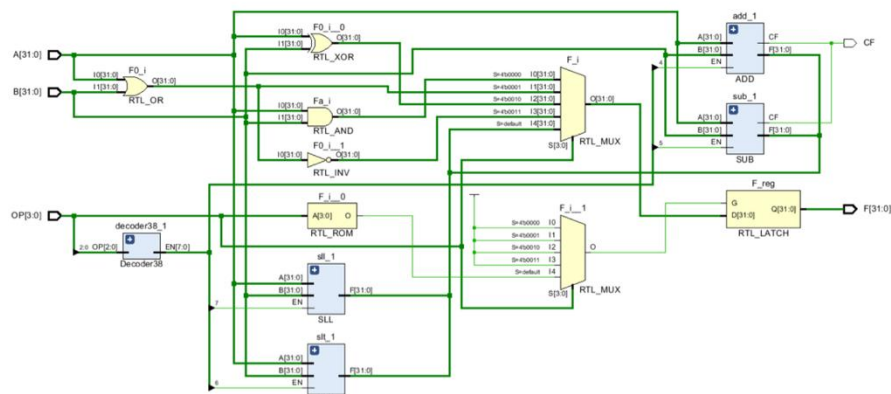 A[31:0]
B[31:0]
OP[3:0]
F0_i
I0[31:0]
I1[31:0]
O[31:0]
RTL_OR
F0_i__0
I0[31:0]
I1[31:0]
O[31:0]
RTL_XOR
Fa_i
I0[31:0]
I1[31:0]
O[31:0]
RTL_AND
F0_i__1
I0[31:0]
O[31:0]
RTL_INV
F_i
S=4'b0000
I0[31:0]
S=4'b0001
I1[31:0]
S=4'b0010
I2[31:0]
S=4'b0011
I3[31:0]
S=default
I4[31:0]
O[31:0]
S[3:0]
RTL_MUX
add_1
A[31:0]
B[31:0]
4
EN
CF
F[31:0]
ADD
CF
sub_1
A[31:0]
B[31:0]
5
EN
CF
F[31:0]
SUB
decoder38_1
2:0
OP[2:0]
EN[7:0]
Decoder38
F_i__0
A[3:0]
O
RTL_ROM
F_i__1
S=4'b0000
I0
S=4'b0001
I1
S=4'b0010
I2
S=4'b0011
I3
S=default
I4
O
S[3:0]
RTL_MUX
F_reg
G
D[31:0]
Q[31:0]
RTL_LATCH
F[31:0]
sll_1
A[31:0]
B[31:0]
7
EN
F[31:0]
SLL
slt_1
A[31:0]
B[31:0]
6
EN
F[31:0]
SLT